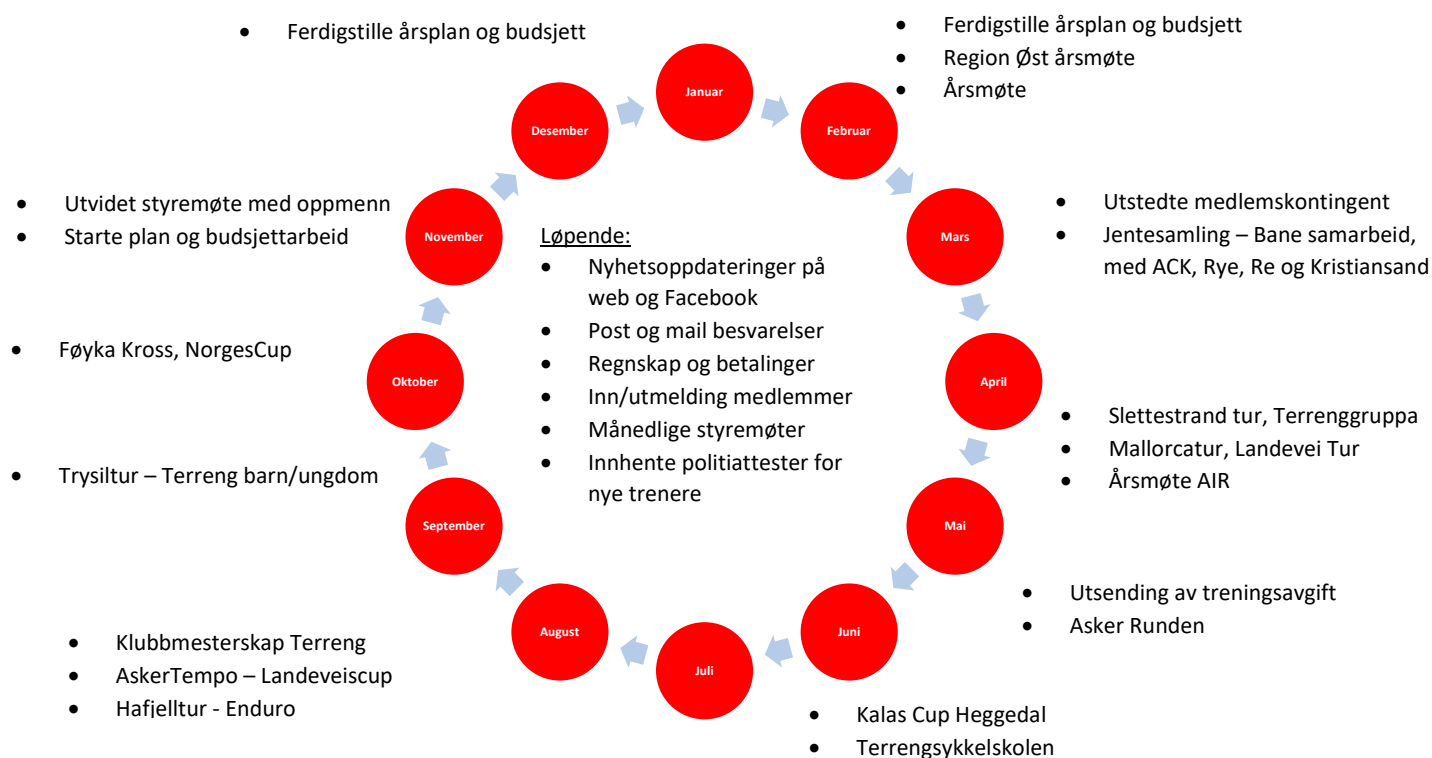 Ferdigstille årsplan og budsjett
Januar
Ferdigstille årsplan og budsjett
Region Øst årsmøte
Årsmøte
Februar
Utstedte medlemskontingent
Jentesamling – Bane samarbeid,
med ACK, Rye, Re og Kristiansand
Mars
April
Slettestrand tur, Terrenggruppa
Mallorcatur, Landevei Tur
Årsmøte AIR
Mai
Utsending av treningsavgift
Asker Runden
Juni
Kalas Cup Heggedal
Terrengsykkelskolen
Juli
August
Klubbmesterskap Terreng
AskerTempo – Landeveiscup
Hafjelltur - Enduro
September
Trysiltur – Terreng barn/ungdom
Oktober
Føyka Kross, NorgesCup
November
Utvidet styremøte med oppmenn
Starte plan og budsjettarbeid
Desember
Løpende:
Nyhetsoppdateringer på
web og Facebook
Post og mail besvarelser
Regnskap og betalinger
Inn/utmelding medlemmer
Månedlige styremøter
Innhente politiattester for
nye trenere